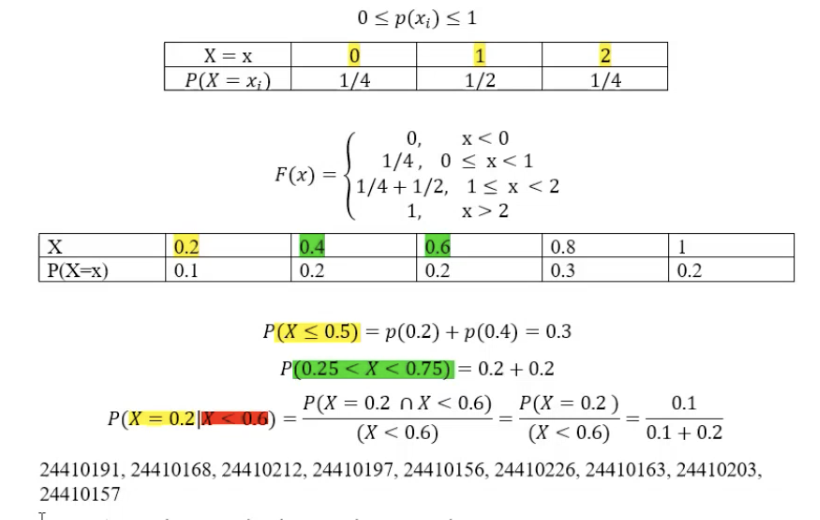 0 ≤ p(xᵢ) ≤ 1
X = x 0 1 2
P(X = xᵢ) 1/4 1/2 1/4
0, x < 0
1/4, 0 ≤ x < 1
F(x) = { 1/4 + 1/2, 1 ≤ x < 2
1, x > 2
X 0.2 0.4 0.6 0.8 1
P(X=x) 0.1 0.2 0.2 0.3 0.2
P(X ≤ 0.5) = p(0.2) + p(0.4) = 0.3
P(0.25 < X < 0.75) = 0.2 + 0.2
P(X = 0.2|X < 0.6) = P(X = 0.2 ∩ X < 0.6) / (X < 0.6) = P(X = 0.2 ) / (X < 0.6) = 0.1 / 0.1 + 0.2
24410191, 24410168, 24410212, 24410197, 24410156, 24410226, 24410163, 24410203,
24410157